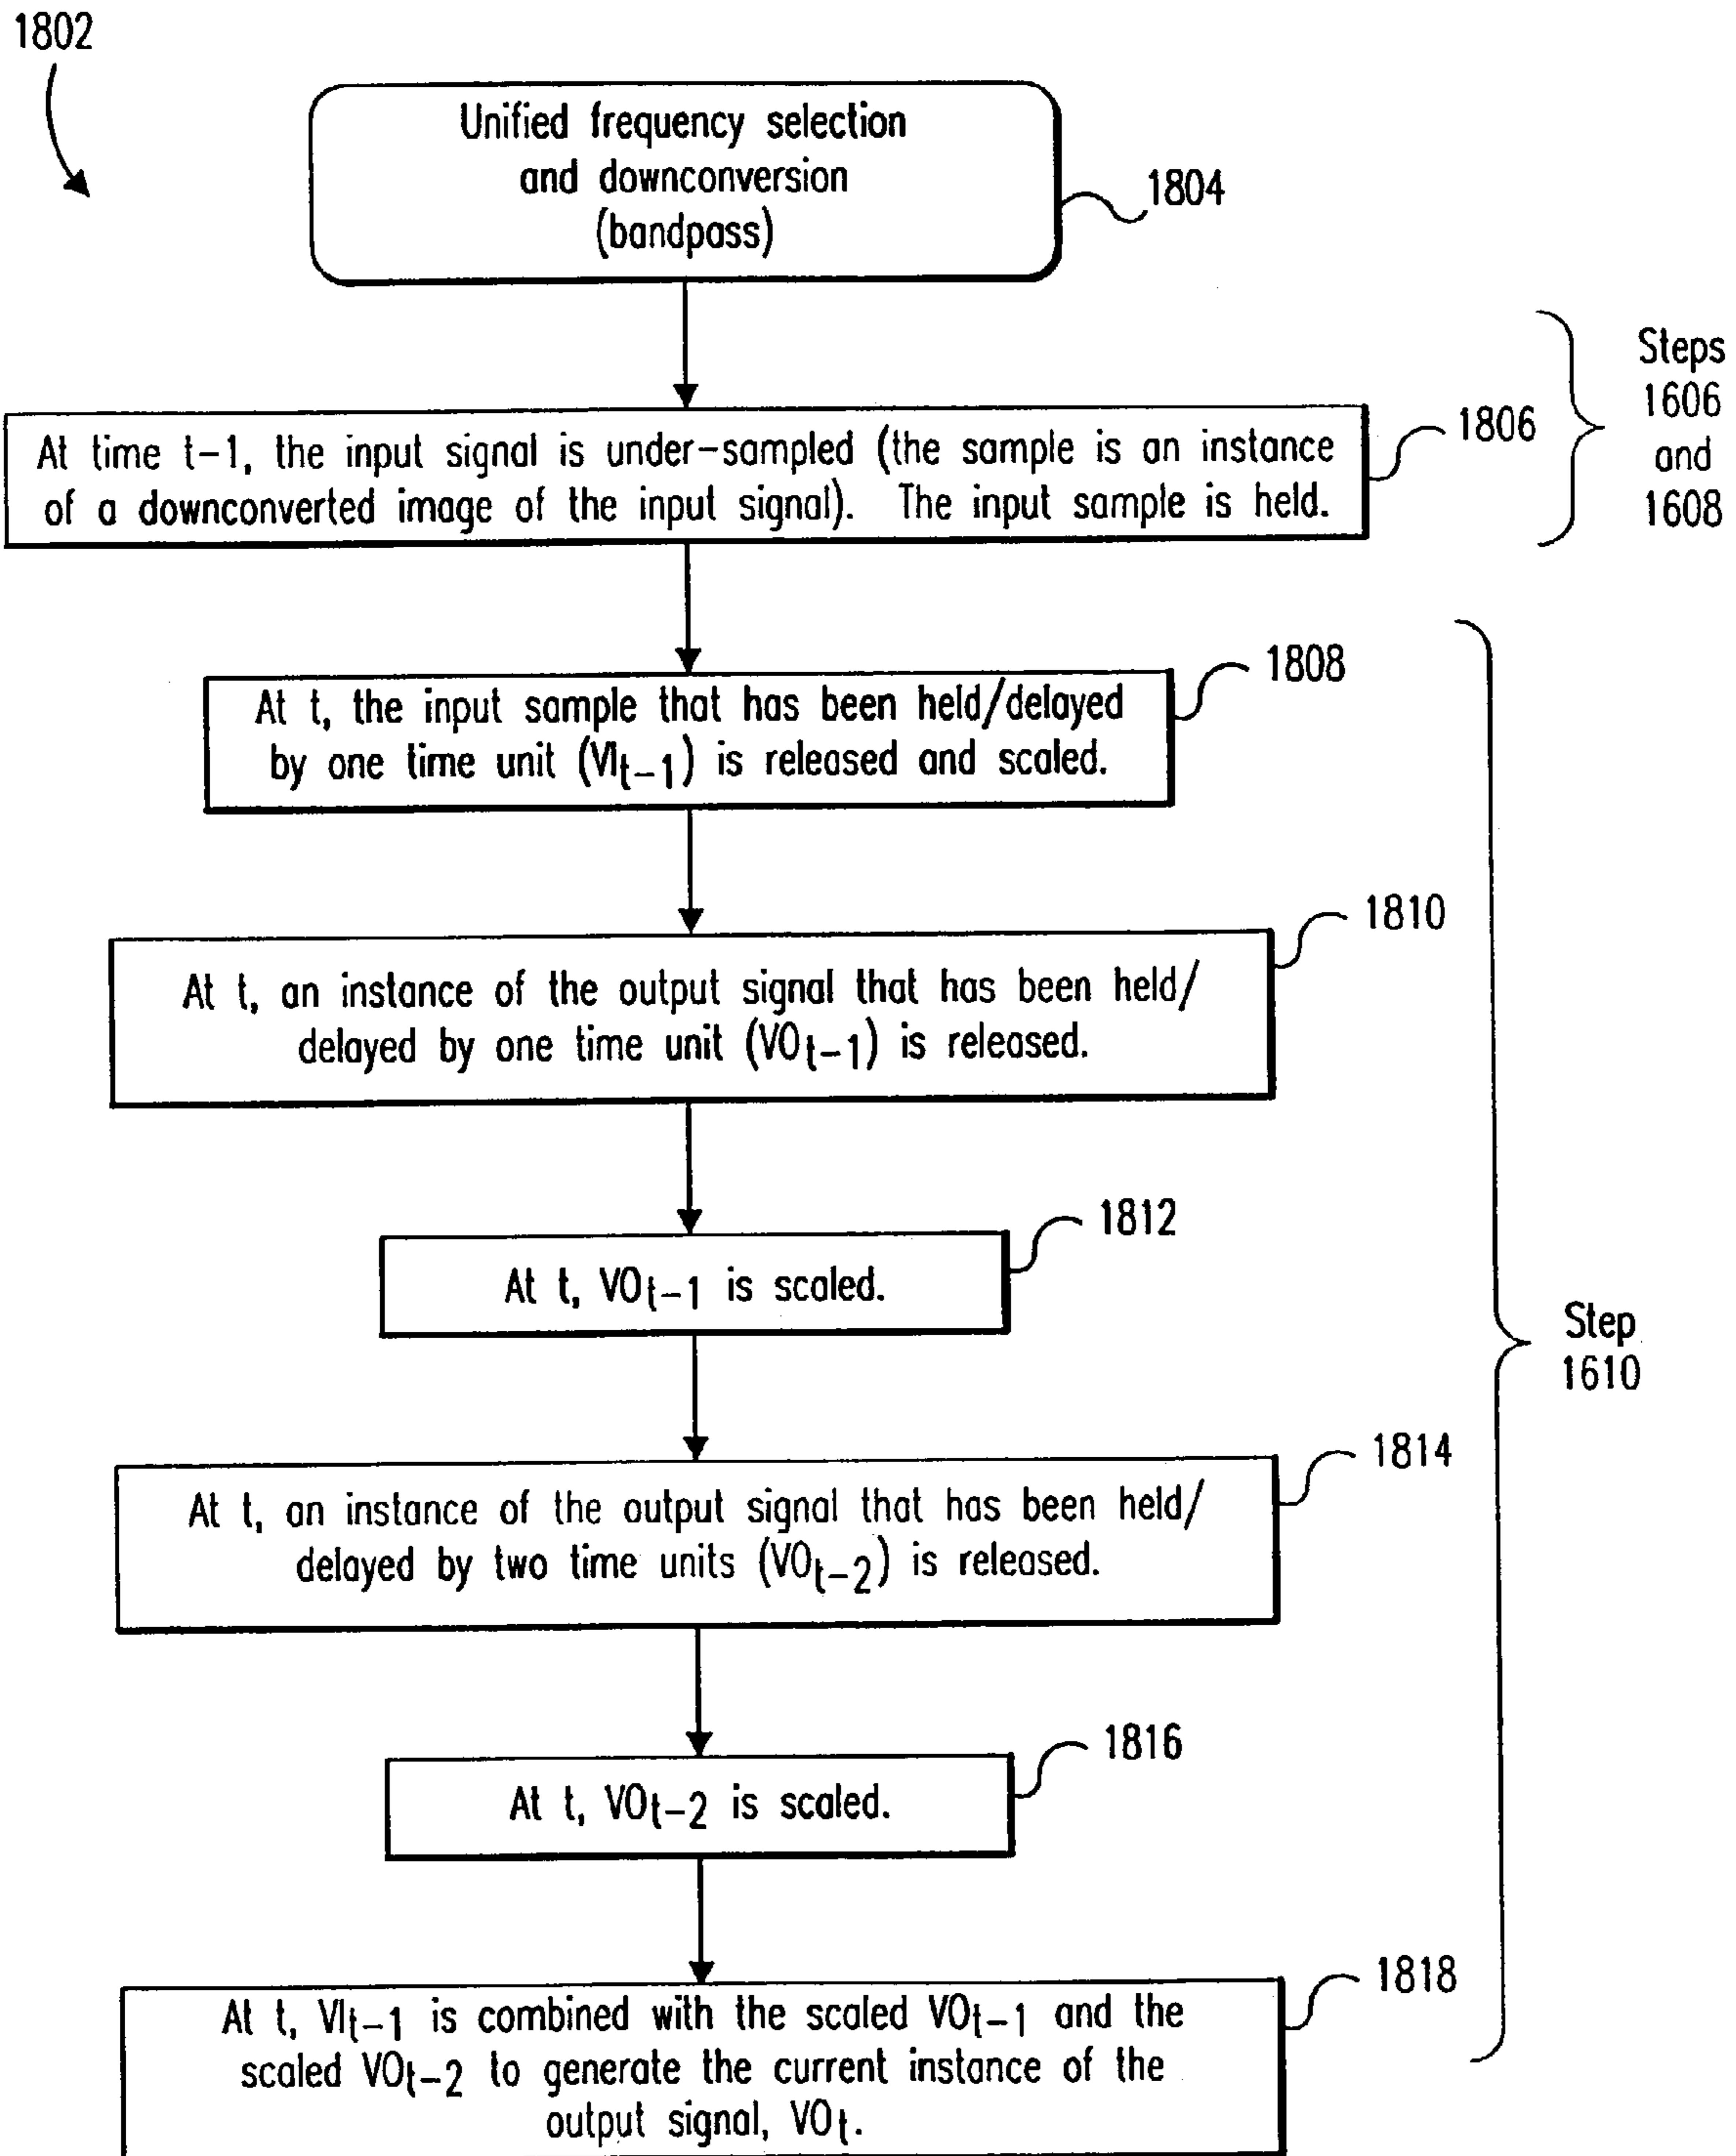 1802
Unified frequency selection
and downconversion
(bandpass)
1804
At time t-1, the input signal is under-sampled (the sample is an instance
of a downconverted image of the input signal). The input sample is held.
1806
Steps
1606
and
1608
At t, the input sample that has been held/delayed
by one time unit (VIt-1) is released and scaled.
1808
At t, an instance of the output signal that has been held/
delayed by one time unit (VOt-1) is released.
1810
At t, VOt-1 is scaled.
1812
Step
1610
At t, an instance of the output signal that has been held/
delayed by two time units (VOt-2) is released.
1814
At t, VOt-2 is scaled.
1816
At t, VIt-1 is combined with the scaled VOt-1 and the
scaled VOt-2 to generate the current instance of the
output signal, VOt.
1818